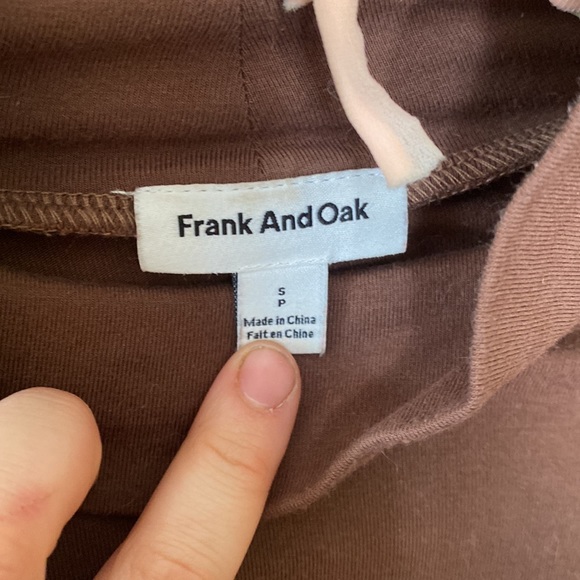 Frank And Oak
S
P
Made in China
Fait en Chine